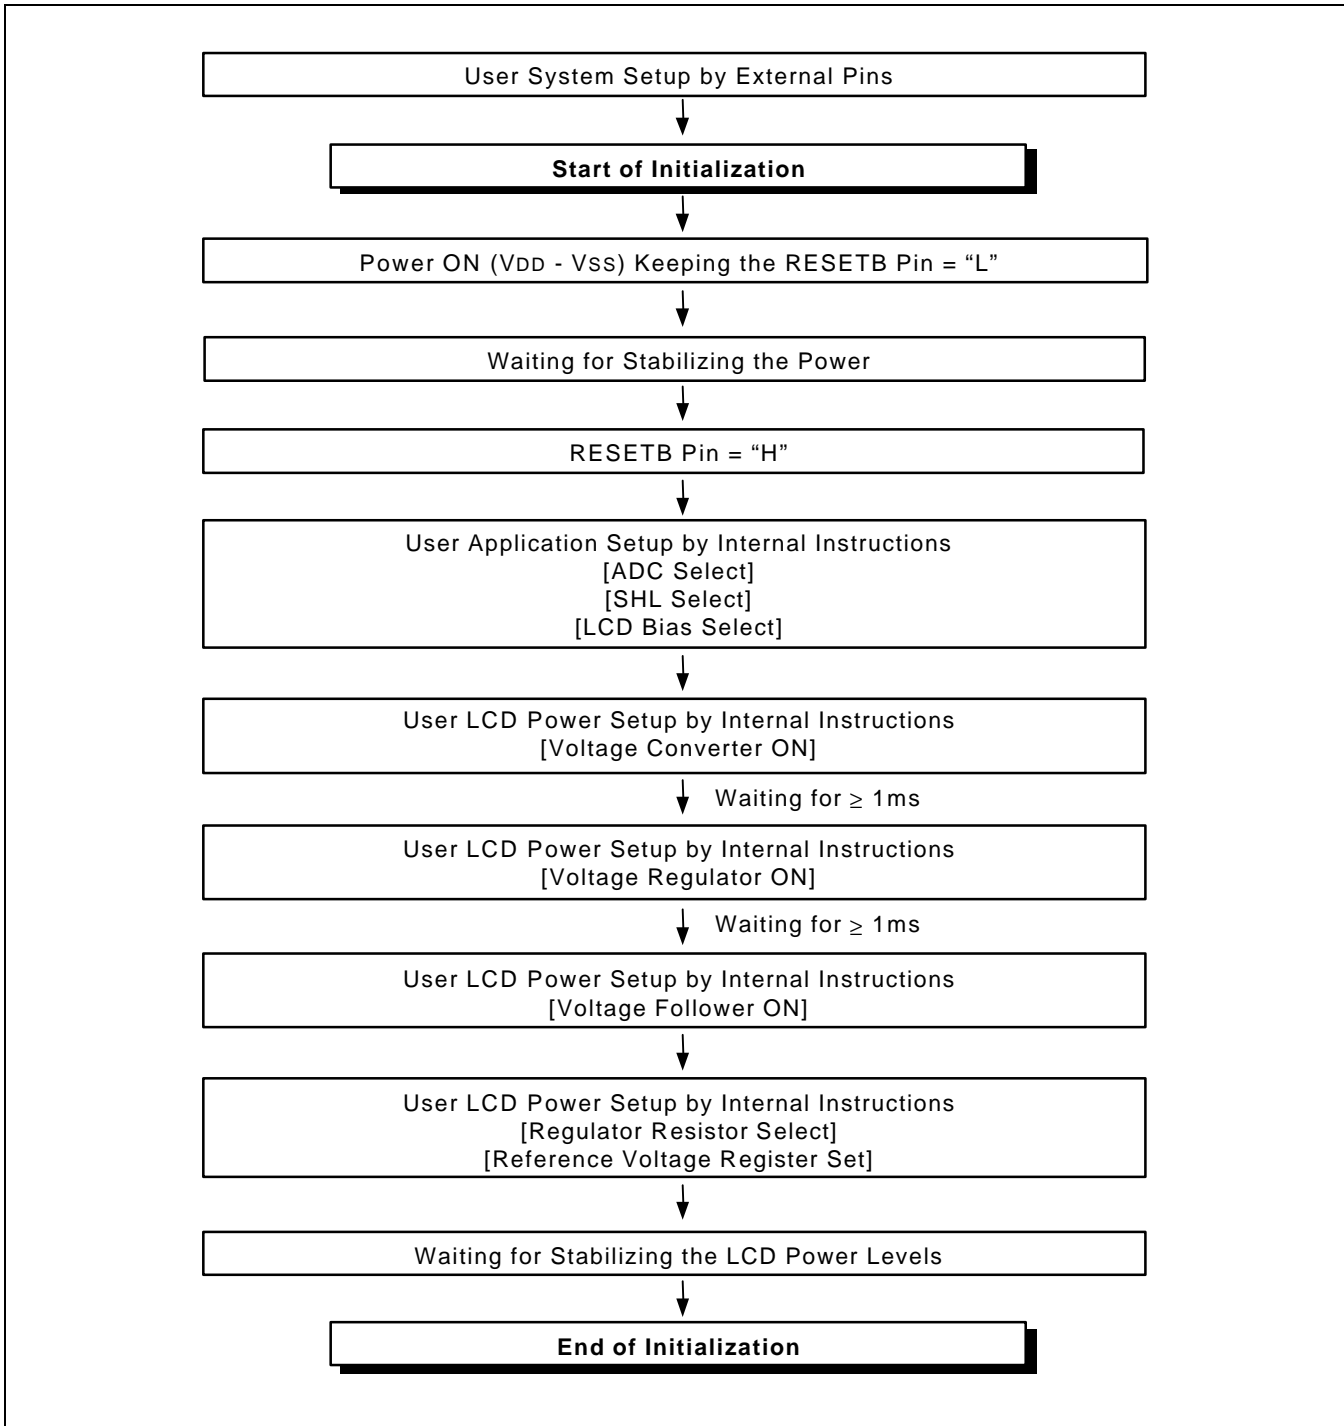 User System Setup by External Pins
Start of Initialization
Power ON (VDD - VSS) Keeping the RESETB Pin = “L”
Waiting for Stabilizing the Power
RESETB Pin = “H”
User Application Setup by Internal Instructions
[ADC Select]
[SHL Select]
[LCD Bias Select]
User LCD Power Setup by Internal Instructions
[Voltage Converter ON]
Waiting for ≥ 1ms
User LCD Power Setup by Internal Instructions
[Voltage Regulator ON]
Waiting for ≥ 1ms
User LCD Power Setup by Internal Instructions
[Voltage Follower ON]
User LCD Power Setup by Internal Instructions
[Regulator Resistor Select]
[Reference Voltage Register Set]
Waiting for Stabilizing the LCD Power Levels
End of Initialization